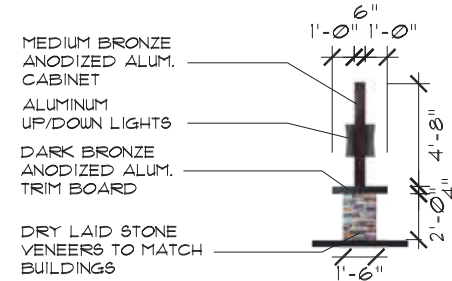 6"
1'-0" 1'-0"
MEDIUM BRONZE
ANODIZED ALUM.
CABINET
ALUMINUM
UP/DOWN LIGHTS
DARK BRONZE
ANODIZED ALUM.
TRIM BOARD
DRY LAID STONE
VENEERS TO MATCH
BUILDINGS
4'-8"
4"
2'-0"
1'-6"